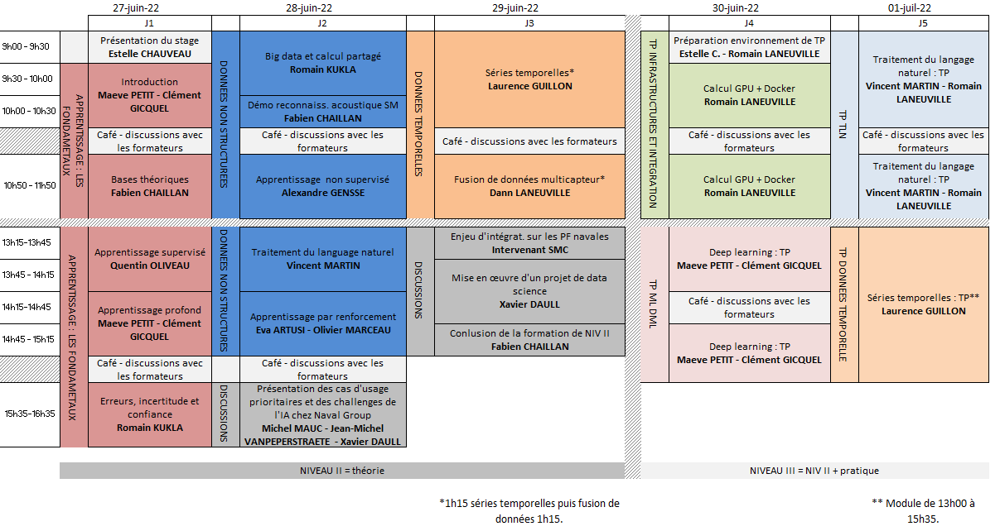 27-juin-22
28-juin-22
29-juin-22
30-juin-22
01-juil-22
J1
J2
J3
J4
J5
9h00 - 9h30
9h30 - 10h00
10h00 - 10h30
10h50 - 11h50
13h15-13h45
13h45 - 14h15
14h15-14h45
14h45 - 15h15
15h35-16h35
APPRENTISSAGE : LES
FONDAMETAUX
Présentation du stage
Estelle CHAUVEAU
Introduction
Maeve PETIT - Clément
GICQUEL
Café - discussions avec
les formateurs
Bases théoriques
Fabien CHAILLAN
APPRENTISSAGE : LES FONDAMETAUX
Apprentissage supervisé
Quentin OLIVEAU
Apprentissage profond
Maeve PETIT - Clément
GICQUEL
Café - discussions avec
les formateurs
Erreurs, incertitude et
confiance
Romain KUKLA
DONNEES NON STRUCTUREES
Big data et calcul partagé
Romain KUKLA
Démo reconnaiss. acoustique SM
Fabien CHAILLAN
Café - discussions avec les
formateurs
Apprentissage non supervisé
Alexandre GENSSE
DONNEES NON STRUCTURES
Traitement du language naturel
Vincent MARTIN
Apprentissage par renforcement
Eva ARTUSI - Olivier MARCEAU
Café - discussions avec les
formateurs
DISCUSSIONS
Présentation des cas d'usage
prioritaires et des challenges de
l'IA chez Naval Group
Michel MAUC - Jean-Michel
VANPEPERSTRAETE - Xavier DAULL
DONNEES TEMPORELLES
Séries temporelles*
Laurence GUILLON
Café - discussions avec les formateurs
Fusion de données multicapteur*
Dann LANEUVILLE
DISCUSSIONS
Enjeu d'intégrat. sur les PF navales
Intervenant SMC
Mise en œuvre d'un projet de data
science
Xavier DAULL
Conlusion de la formation de NIV II
Fabien CHAILLAN
TP INFRASTRUCTURES ET INTEGRATION
Préparation environnement de TP
Estelle C. - Romain LANEUVILLE
Calcul GPU + Docker
Romain LANEUVILLE
Café - discussions avec les
formateurs
Calcul GPU + Docker
Romain LANEUVILLE
TP ML DML
Deep learning : TP
Maeve PETIT - Clément GICQUEL
Café - discussions avec les
formateurs
Deep learning : TP
Maeve PETIT - Clément GICQUEL
TP TLN
Traitement du langage
naturel : TP
Vincent MARTIN - Romain
LANEUVILLE
Café - discussions avec les
formateurs
Traitement du langage
naturel : TP
Vincent MARTIN - Romain
LANEUVILLE
TP DONNEES TEMPORELLE
Séries temporelles : TP**
Laurence GUILLON
NIVEAU II = théorie
NIVEAU III = NIV II + pratique
*1h15 séries temporelles puis fusion de
données 1h15.
** Module de 13h00 à
15h35.